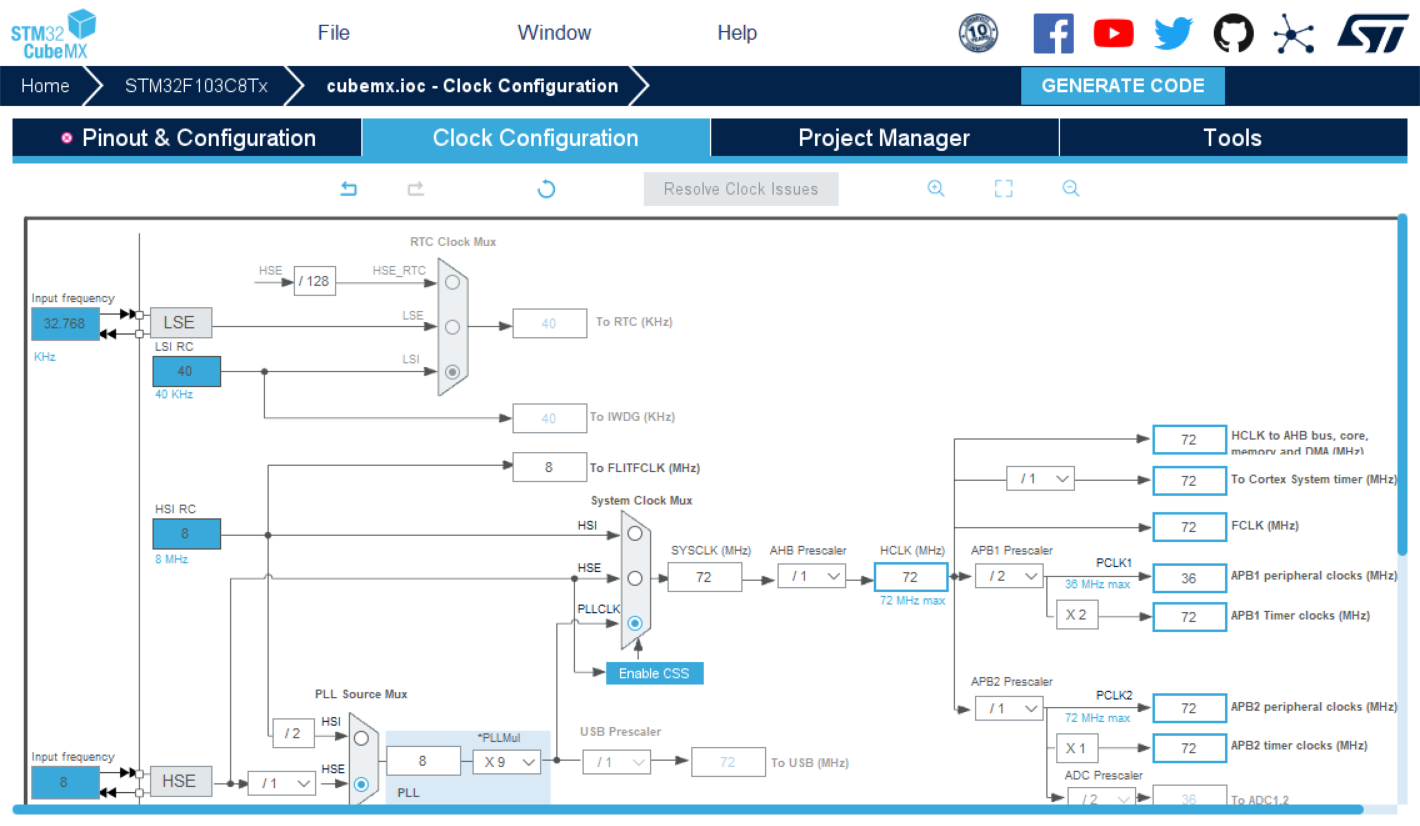 STM32
CubeMX
File
Window
Help
10
Home
STM32F103C8Tx
cubemx.ioc - Clock Configuration
GENERATE CODE
Pinout & Configuration
Clock Configuration
Project Manager
Tools
Resolve Clock Issues
RTC Clock Mux
HSE
/ 128
HSE_RTC
Input frequency
32.768
KHz
LSE
LSE
40
To RTC (KHz)
LSI RC
40
40 KHz
LSI
40
To IWDG (KHz)
8
To FLITFCLK (MHz)
HSI RC
8
8 MHz
System Clock Mux
HSI
HSE
PLLCLK
SYSCLK (MHz)
72
AHB Prescaler
/ 1
HCLK (MHz)
72
72 MHz max
Enable CSS
72
HCLK to AHB bus, core,
memory and DMA (MHz)
/ 1
72
To Cortex System timer (MHz)
72
FCLK (MHz)
APB1 Prescaler
/ 2
PCLK1
36 MHz max
36
APB1 peripheral clocks (MHz)
X 2
72
APB1 Timer clocks (MHz)
APB2 Prescaler
/ 1
PCLK2
72 MHz max
72
APB2 peripheral clocks (MHz)
X 1
72
APB2 timer clocks (MHz)
ADC Prescaler
/ 2
36
To ADC1,2
PLL Source Mux
HSI
/ 2
HSE
Input frequency
8
HSE
/ 1
8
*PLLMul
X 9
PLL
USB Prescaler
/ 1
72
To USB (MHz)